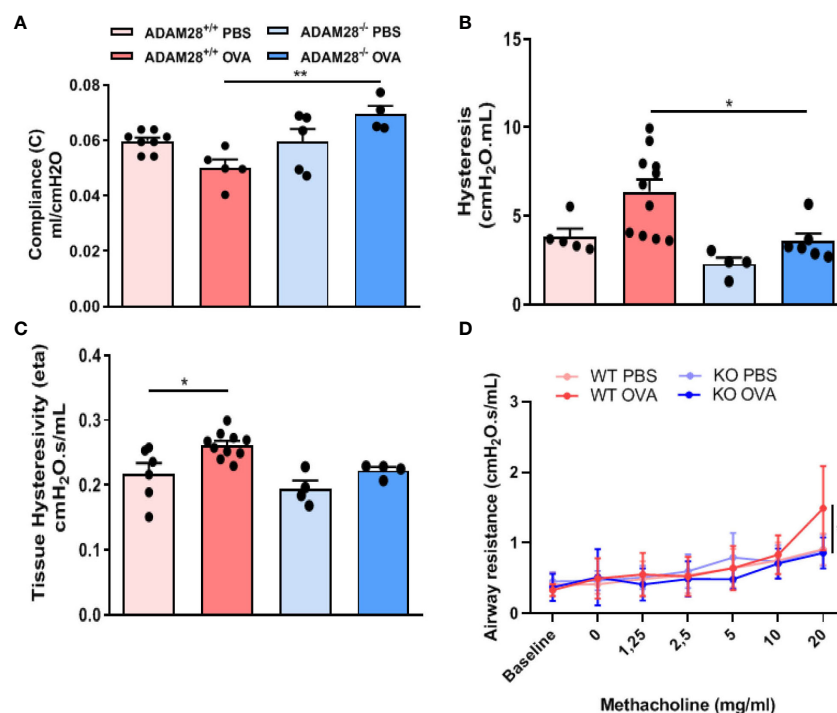 A
ADAM28+/+ PBS
ADAM28-/- PBS
ADAM28+/+ OVA
ADAM28-/- OVA
**
Compliance (C)
ml/cmH2O
0.08
0.06
0.04
0.02
0.00
B
*
Hysteresis
(cmH2O.mL)
15
10
5
0
C
*
Tissue Hysteresivity (eta)
cmH2O.s/mL
0.4
0.3
0.2
0.1
0.0
D
WT PBS
KO PBS
WT OVA
KO OVA
Airway resistance (cmH2O.s/mL)
3
2
1
0
Baseline
0
1,25
2,5
5
10
20
Methacholine (mg/ml)